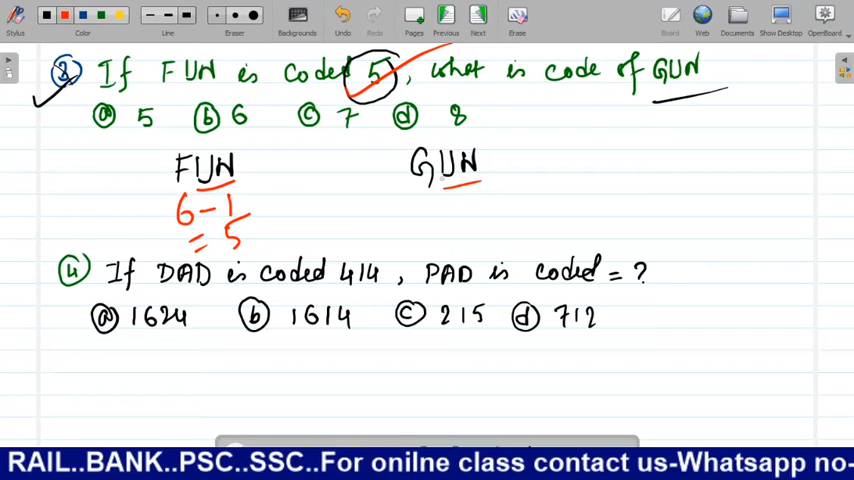 Stylus
Colors
Line
Eraser
Backgrounds
Undo
Pages
Previous
Next
Erase
Board
Web
Documents
Show Desktop
OpenBoard
3 If FUN is coded 5, what is code of GUN
a 5 b 6 c 7 d 8
FUN GUN
6-1
= 5
4 If DAD is coded 414, PAD is coded = ?
a 1624 b 1614 c 215 d 712
RAIL..BANK..PSC..SSC..For onilne class contact us-Whatsapp no-